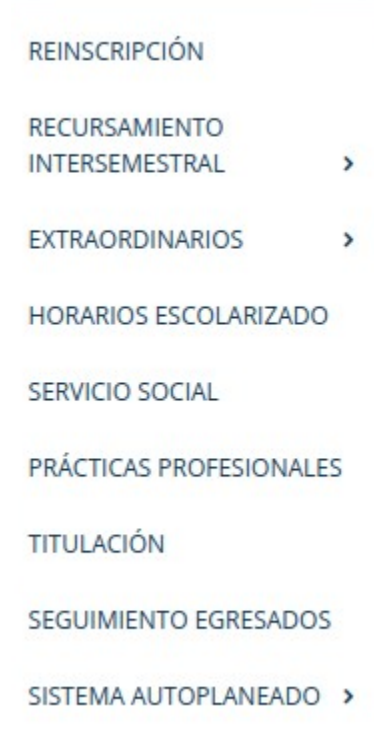 REINSCRIPCIÓN
RECURSAMIENTO
INTERSEMESTRAL
EXTRAORDINARIOS
HORARIOS ESCOLARIZADO
SERVICIO SOCIAL
PRÁCTICAS PROFESIONALES
TITULACIÓN
SEGUIMIENTO EGRESADOS
SISTEMA AUTOPLANEADO